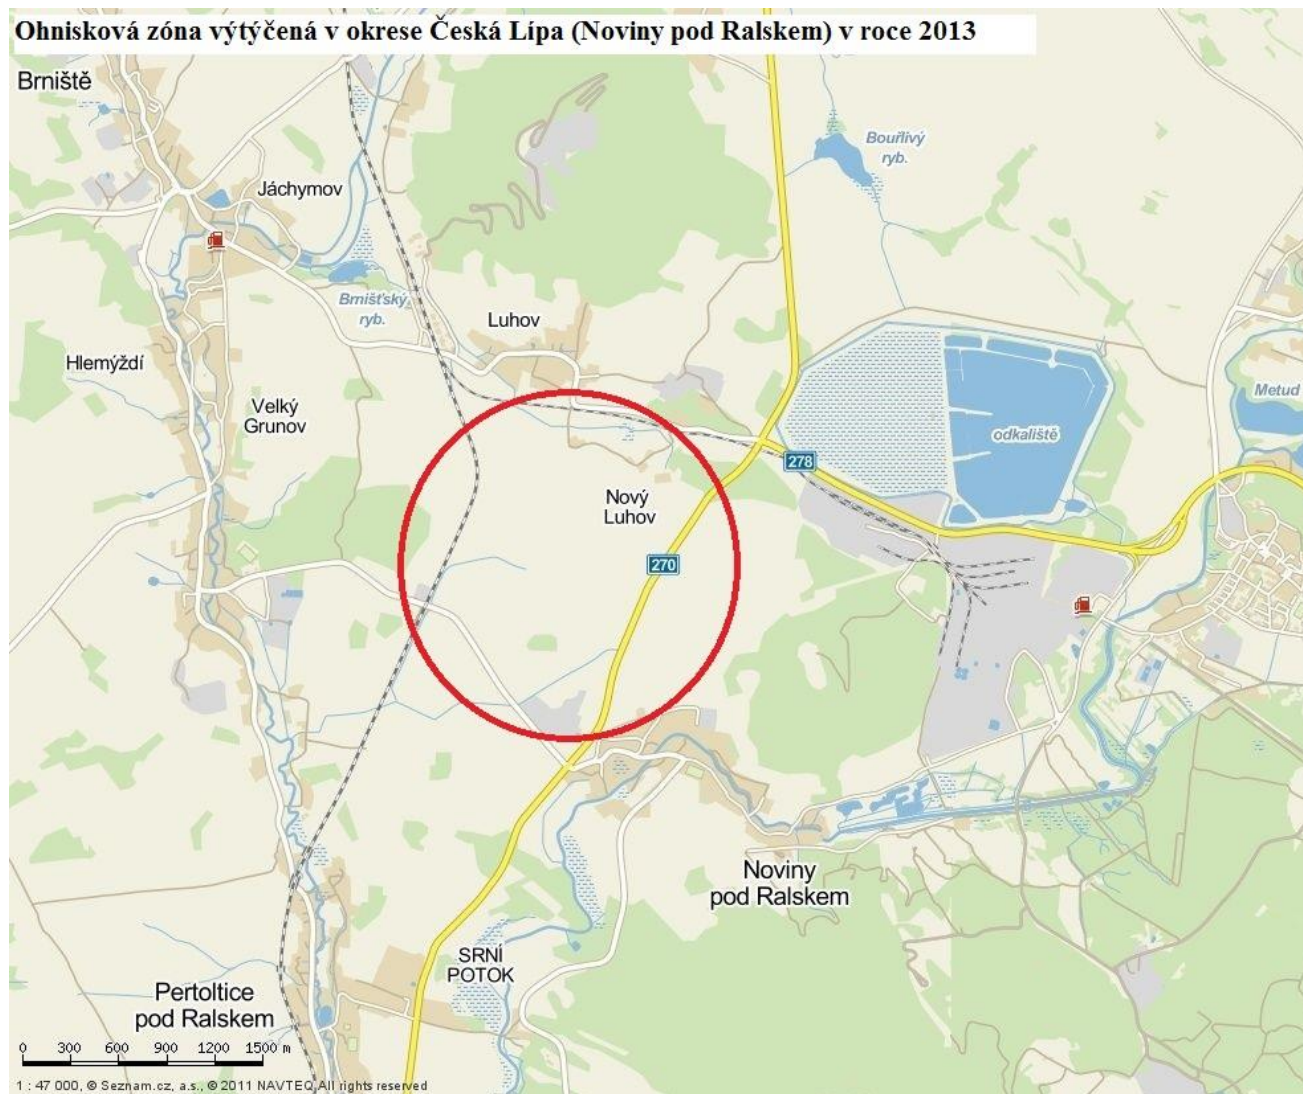 Ohnisková zóna výtýčená v okrese Česká Lípa (Noviny pod Ralskem) v roce 2013
Brniště
Bouřlivý
ryb.
Jáchymov
Brnišťský
ryb.
Luhov
Hlemýždí
Velký
Grunov
Metud
odkaliště
278
Nový
Luhov
270
Noviny
pod Ralskem
SRNÍ
POTOK
Pertoltice
pod Ralskem
0 300 600 900 1200 1500 m
1 : 47 000, © Seznam.cz, a.s., © 2011 NAVTEQ All rights reserved